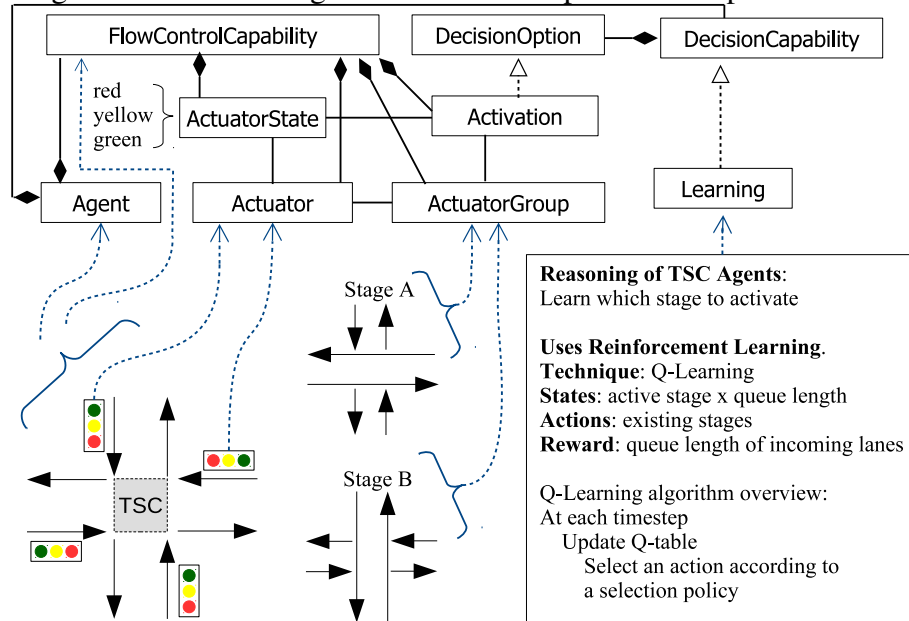 FlowControlCapability
DecisionOption
DecisionCapability
red
yellow
green
ActuatorState
Activation
Agent
Actuator
ActuatorGroup
Learning
Stage A
Stage B
TSC
Reasoning of TSC Agents:
Learn which stage to activate
Uses Reinforcement Learning.
Technique: Q-Learning
States: active stage x queue length
Actions: existing stages
Reward: queue length of incoming lanes
Q-Learning algorithm overview:
At each timestep
Update Q-table
Select an action according to
a selection policy